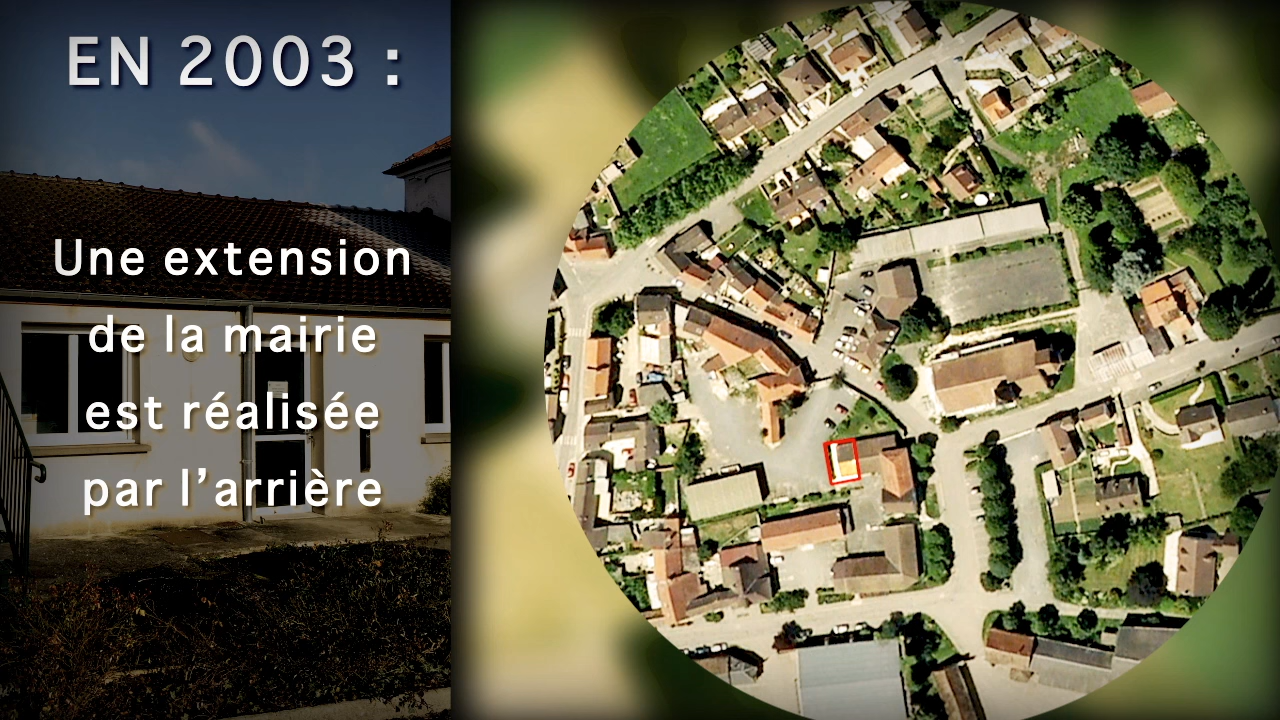 EN 2003 :
Une extension
de la mairie
est réalisée
par l’arrière